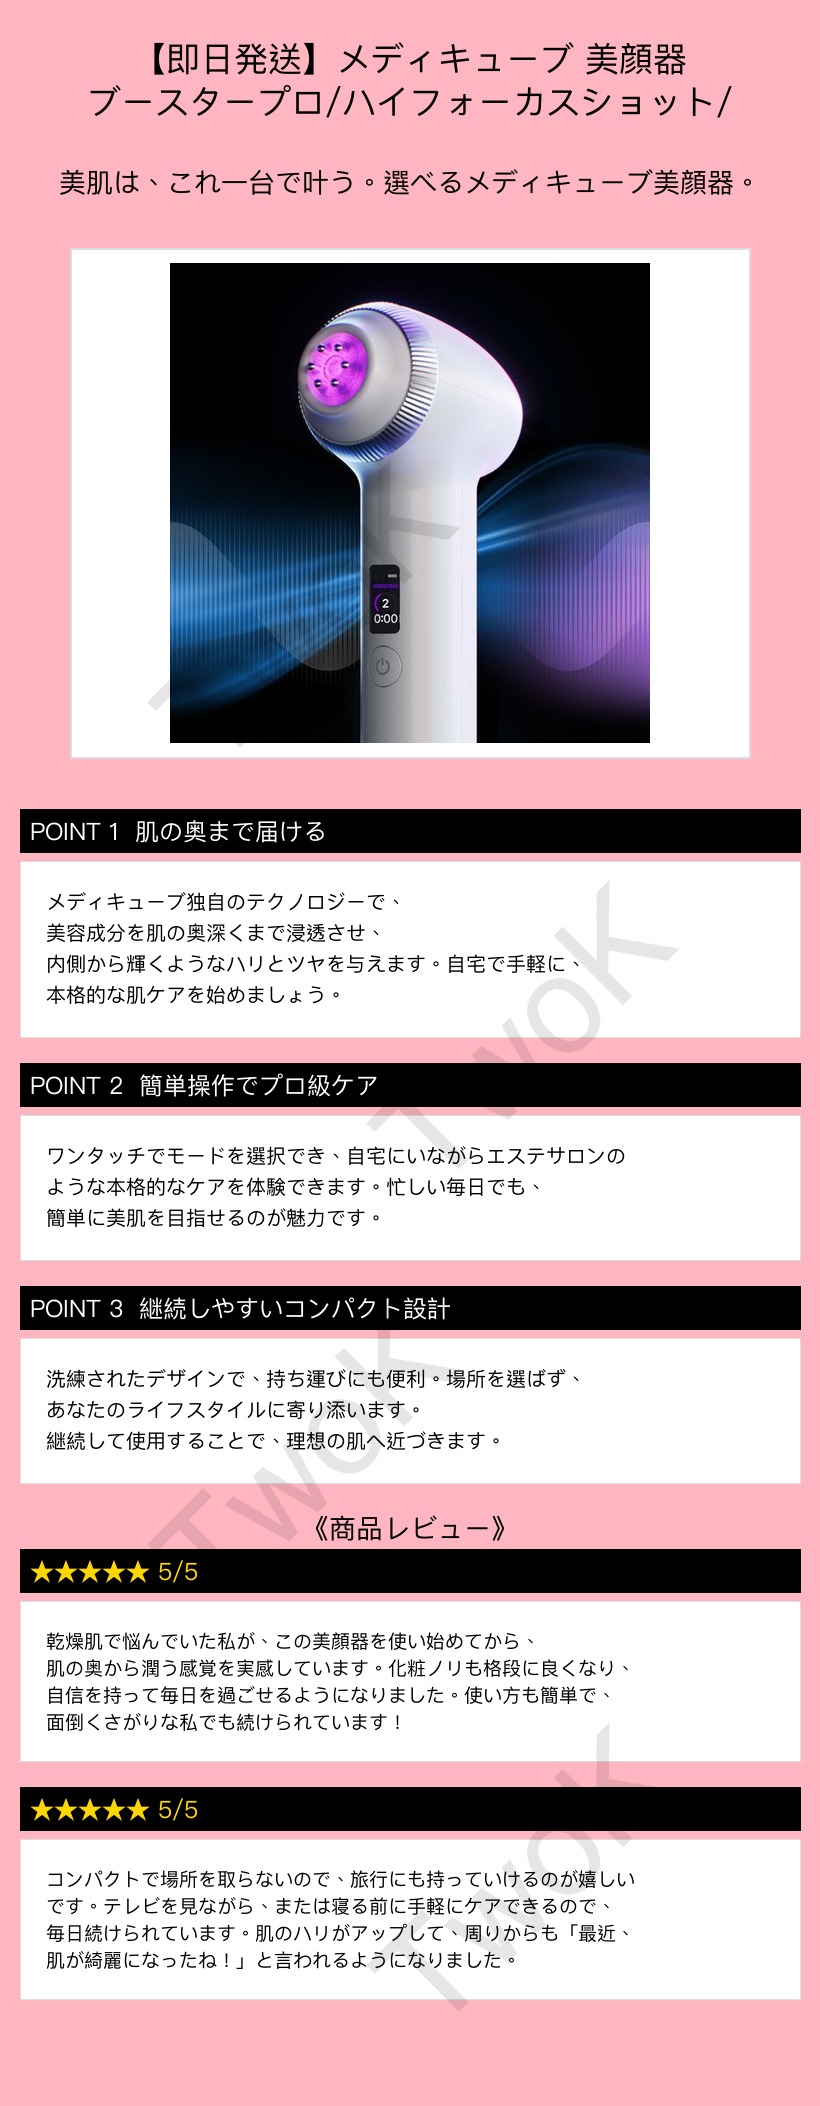 【即日発送】メディキューブ 美顔器
ブースタープロ/ハイフォーカスショット/
美肌は、これ一台で叶う。選べるメディキューブ美顔器。
BOOSTING
2
0:00
POINT 1 肌の奥まで届ける
メディキューブ独自のテクノロジーで、
美容成分を肌の奥深くまで浸透させ、
内側から輝くようなハリとツヤを与えます。自宅で手軽に、
本格的な肌ケアを始めましょう。
POINT 2 簡単操作でプロ級ケア
ワンタッチでモードを選択でき、自宅にいながらエステサロンの
ような本格的なケアを体験できます。忙しい毎日でも、
簡単に美肌を目指せるのが魅力です。
POINT 3 継続しやすいコンパクト設計
洗練されたデザインで、持ち運びにも便利。場所を選ばず、
あなたのライフスタイルに寄り添います。
継続して使用することで、理想の肌へ近づきます。
《商品レビュー》
★★★★★ 5/5
乾燥肌で悩んでいた私が、この美顔器を使い始めてから、
肌の奥から潤う感覚を実感しています。化粧ノリも格段に良くなり、
自信を持って毎日を過ごせるようになりました。使い方も簡単で、
面倒くさがりな私でも続けられています！
★★★★★ 5/5
コンパクトで場所を取らないので、旅行にも持っていけるのが嬉しい
です。テレビを見ながら、または寝る前に手軽にケアできるので、
毎日続けられています。肌のハリがアップして、周りからも「最近、
肌が綺麗になったね！」と言われるようになりました。
TwoK
TwoK
TwoK
TwoK